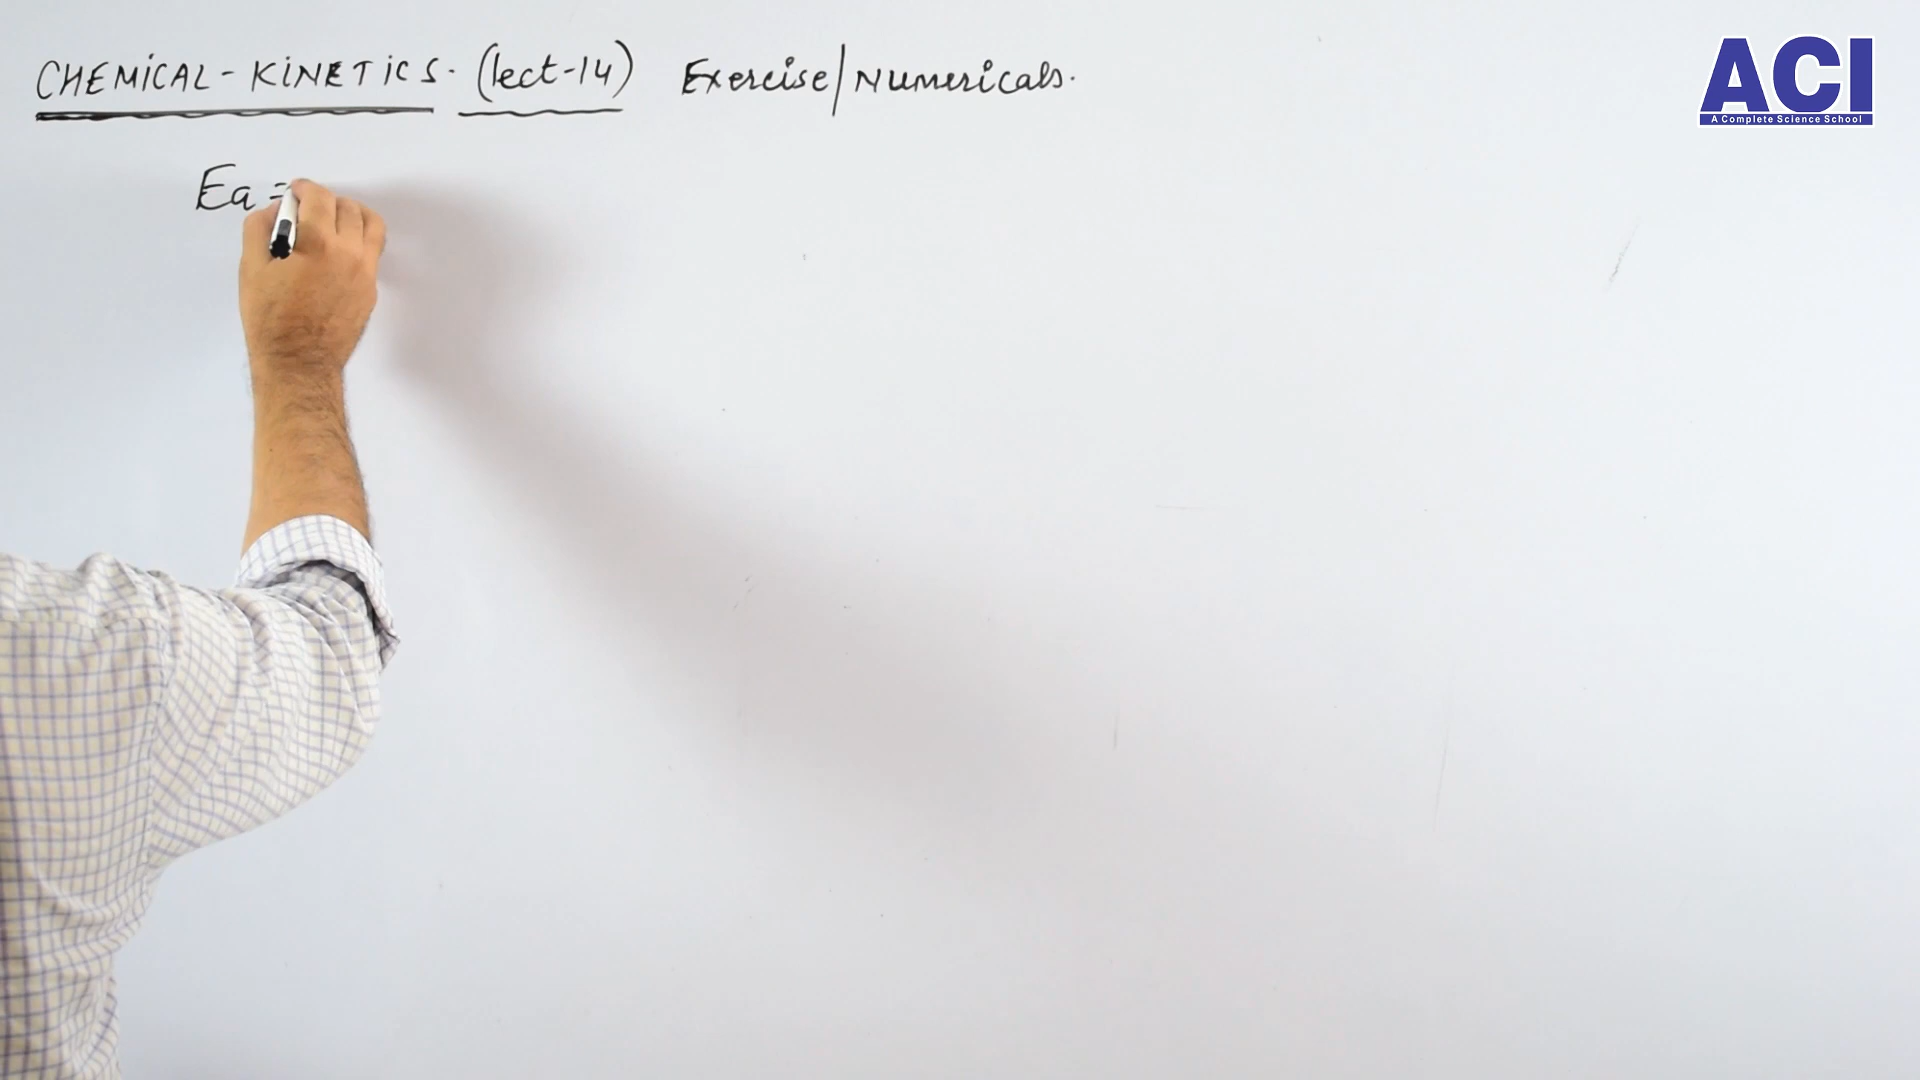 CHEMICAL-KINETICS. (lect-14) Exercise/Numericals.
ACI
A Complete Science School
Ea =